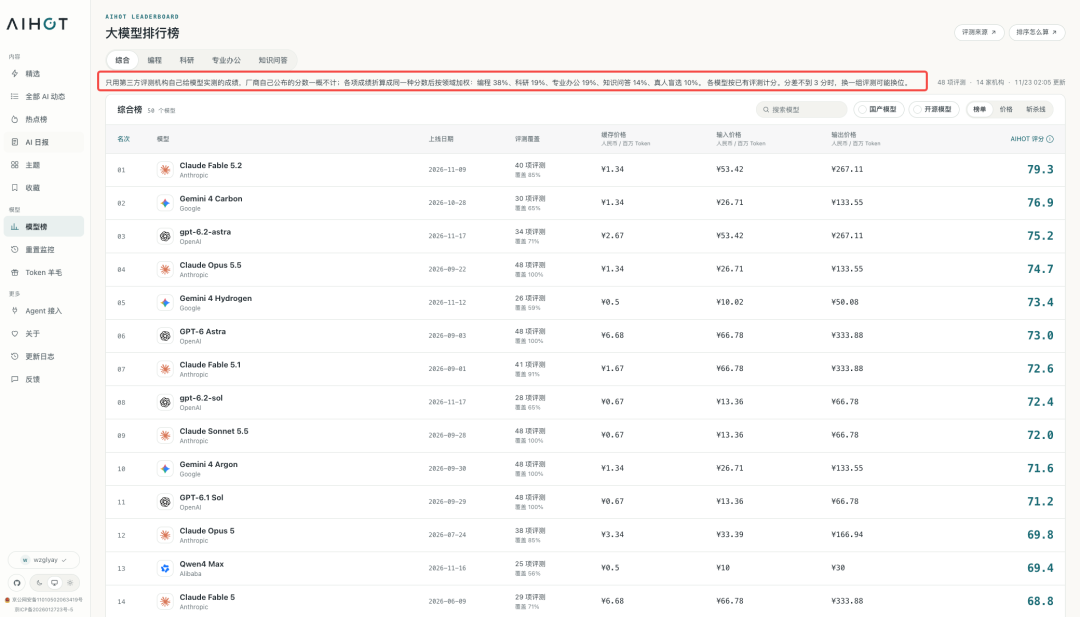 AIHOT
内容
精选
全部 AI 动态
热点榜
AI 日报
主题
收藏
模型
模型榜
重置监控
Token 羊毛
更多
Agent 接入
关于
更新日志
反馈
w wzglyay
AIHOT LEADERBOARD
大模型排行榜
评测来源 ↗ 排序怎么算 ↗
综合 编程 科研 专业办公 知识问答
只用第三方评测机构自己给模型实测的成绩,厂商自己公布的分数一概不计;各项成绩折算成同一种分数后按领域加权:编程 38%、科研 19%、专业办公 19%、知识问答 14%、真人盲选 10%。各模型按已有评测计分。分差不到 3 分时,换一组评测可能换位。
48 项评测 · 14 家机构 · 11/23 02:05 更新
综合榜 50 个模型 搜索模型 国产模型 开源模型 榜单 价格 斩杀线
名次 模型 上线日期 评测覆盖 缓存价格 输入价格 输出价格 AIHOT 评分
人民币 / 百万 Token 人民币 / 百万 Token 人民币 / 百万 Token
01 Claude Fable 5.2 2026-11-09 40 项评测 ¥1.34 ¥53.42 ¥267.11 79.3
Anthropic 覆盖 85%
02 Gemini 4 Carbon 2026-10-28 30 项评测 ¥1.34 ¥26.71 ¥133.55 76.9
Google 覆盖 65%
03 gpt-6.2-astra 2026-11-17 34 项评测 ¥2.67 ¥53.42 ¥267.11 75.2
OpenAI 覆盖 71%
04 Claude Opus 5.5 2026-09-22 48 项评测 ¥1.34 ¥26.71 ¥133.55 74.7
Anthropic 覆盖 100%
05 Gemini 4 Hydrogen 2026-11-12 26 项评测 ¥0.5 ¥10.02 ¥50.08 73.4
Google 覆盖 59%
06 GPT-6 Astra 2026-09-03 48 项评测 ¥6.68 ¥66.78 ¥333.88 73.0
OpenAI 覆盖 100%
07 Claude Fable 5.1 2026-09-01 41 项评测 ¥1.67 ¥66.78 ¥333.88 72.6
Anthropic 覆盖 91%
08 gpt-6.2-sol 2026-11-17 28 项评测 ¥0.67 ¥13.36 ¥66.78 72.4
OpenAI 覆盖 65%
09 Claude Sonnet 5.5 2026-09-28 48 项评测 ¥0.67 ¥13.36 ¥66.78 72.0
Anthropic 覆盖 100%
10 Gemini 4 Argon 2026-09-30 48 项评测 ¥1.34 ¥26.71 ¥133.55 71.6
Google 覆盖 100%
11 GPT-6.1 Sol 2026-09-29 48 项评测 ¥0.67 ¥13.36 ¥66.78 71.2
OpenAI 覆盖 100%
12 Claude Opus 5 2026-07-24 38 项评测 ¥3.34 ¥33.39 ¥166.94 69.8
Anthropic 覆盖 85%
13 Qwen4 Max 2026-11-16 25 项评测 ¥0.5 ¥10 ¥30 69.4
Alibaba 覆盖 56%
14 Claude Fable 5 2026-06-09 29 项评测 ¥6.68 ¥66.78 ¥333.88 68.8
Anthropic 覆盖 71%